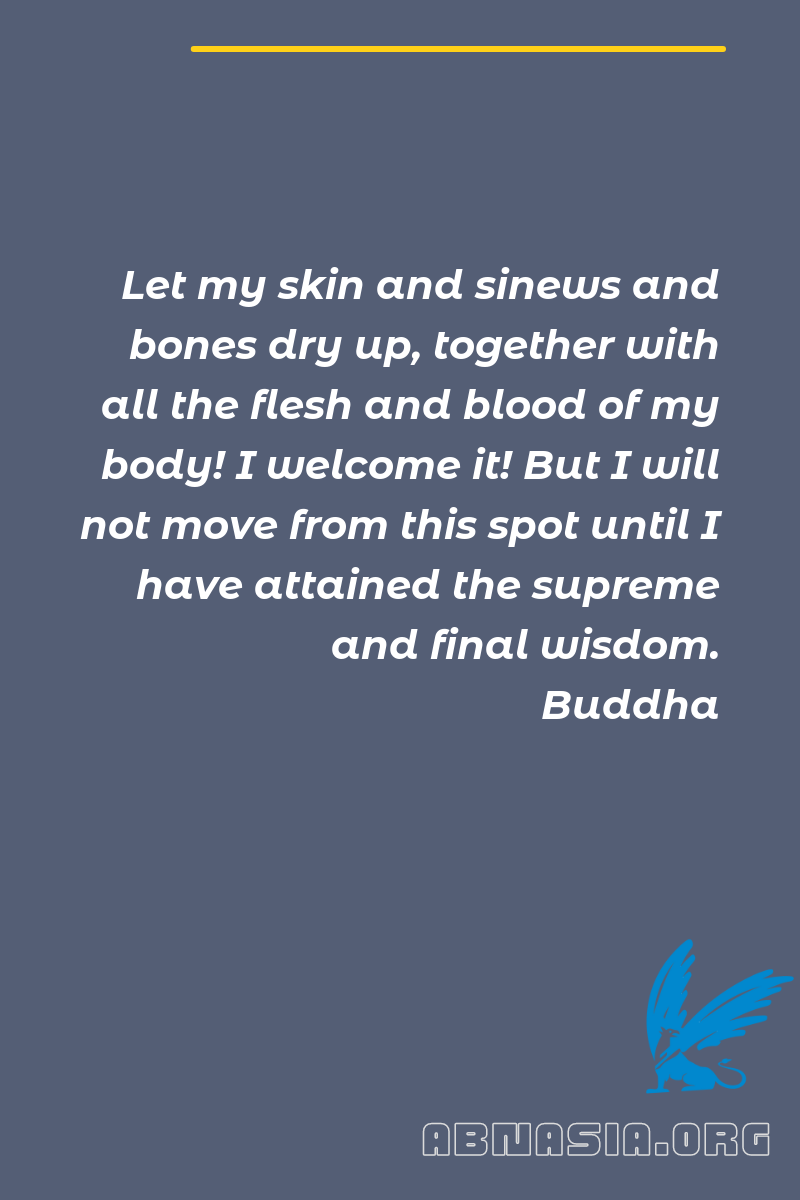 Let my skin and sinews and
bones dry up, together with
all the flesh and blood of my
body! I welcome it! But I will
not move from this spot until I
have attained the supreme
and final wisdom.
Buddha
ABNASIA.ORG